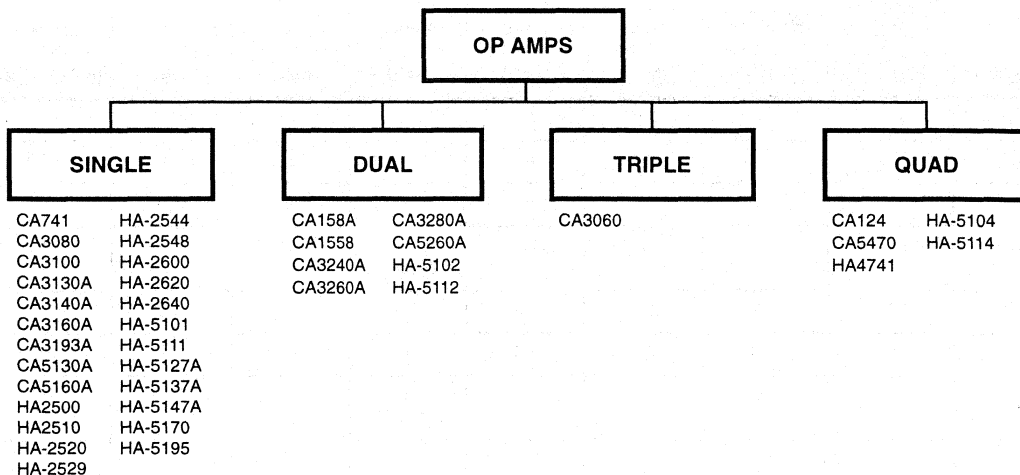 OP AMPS
SINGLE
CA741 HA-2544
CA3080 HA-2548
CA3100 HA-2600
CA3130A HA-2620
CA3140A HA-2640
CA3160A HA-5101
CA3193A HA-5111
CA5130A HA-5127A
CA5160A HA-5137A
HA2500 HA-5147A
HA2510 HA-5170
HA-2520 HA-5195
HA-2529
DUAL
CA158A CA3280A
CA1558 CA5260A
CA3240A HA-5102
CA3260A HA-5112
TRIPLE
CA3060
QUAD
CA124 HA-5104
CA5470 HA-5114
HA4741